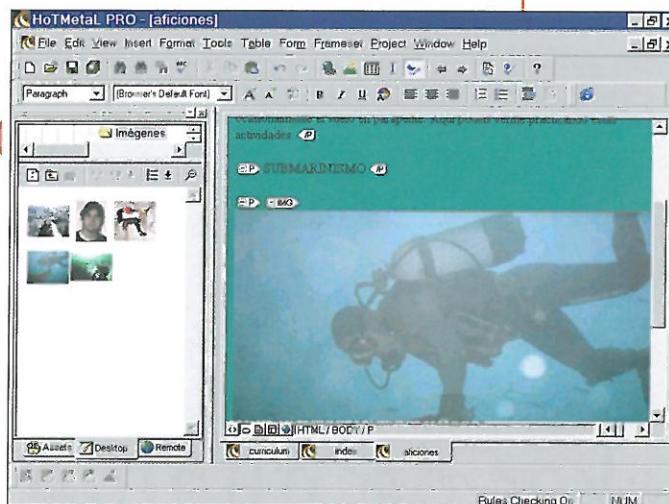 HoTMetaL PRO - [aficiones]
File Edit View Insert Format Tools Table Form Frameset Project Window Help
Paragraph (Browser's Default Font)
B I U
Imágenes
actividades. /P
P SUBMARINISMO /P
P IMG
HTML / BODY / P
Assets Desktop Remote
curriculum index aficiones
Rules Checking On NUM